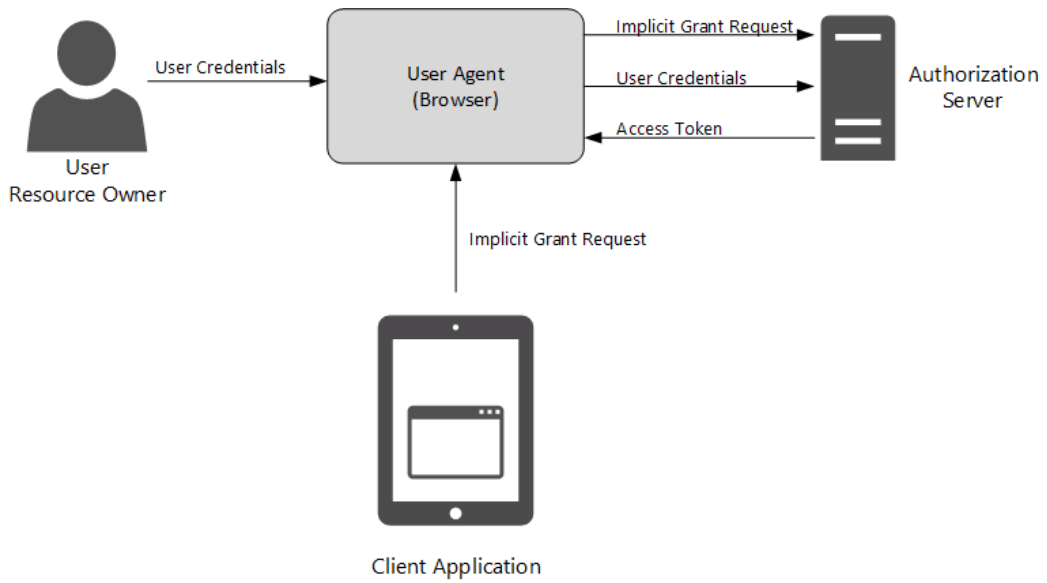 Implicit Grant Request
User Credentials
User Agent
(Browser)
User Credentials
Authorization
Server
Access Token
User
Resource Owner
Implicit Grant Request
Client Application